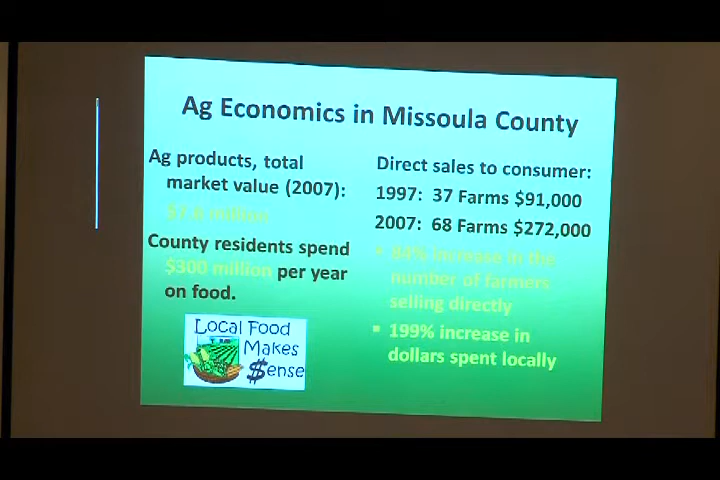 Ag Economics in Missoula County
Ag products, total
market value (2007):
million
County residents spend
$300 million per year
on food.
Local Food
Makes
$ense
Direct sales to consumer:
1997: 37 Farms $91,000
2007: 68 Farms $272,000
▪ 84% increase in the
number of farmers
selling directly
▪ 199% increase in
dollars spent locally